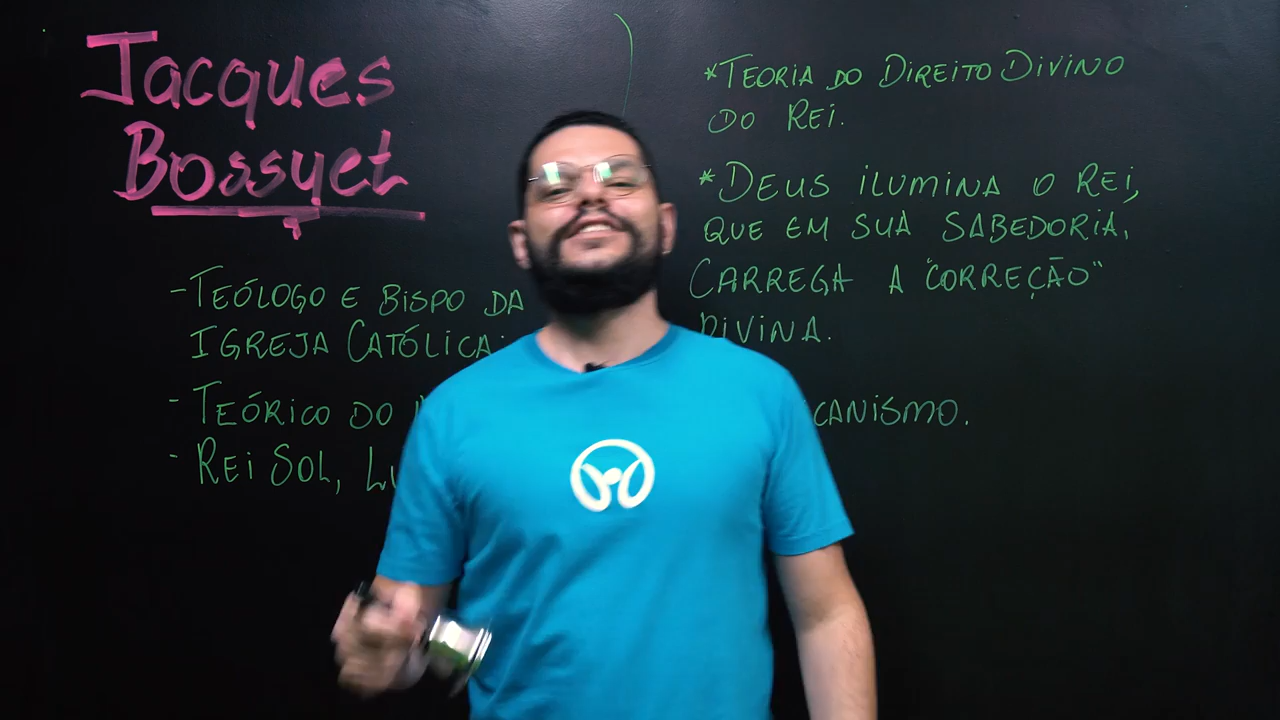 Jacques
Bossuet
-TEÓLOGO E BISPO DA
IGREJA CATÓLICA;
- TEÓRICO DO
- REI SOL,
*TEORIA DO DIREITO DIVINO
DO REI.
*DEUS ILUMINA O REI,
QUE EM SUA SABEDORIA,
CARREGA A "CORREÇÃO"
DIVINA.
CANISMO.